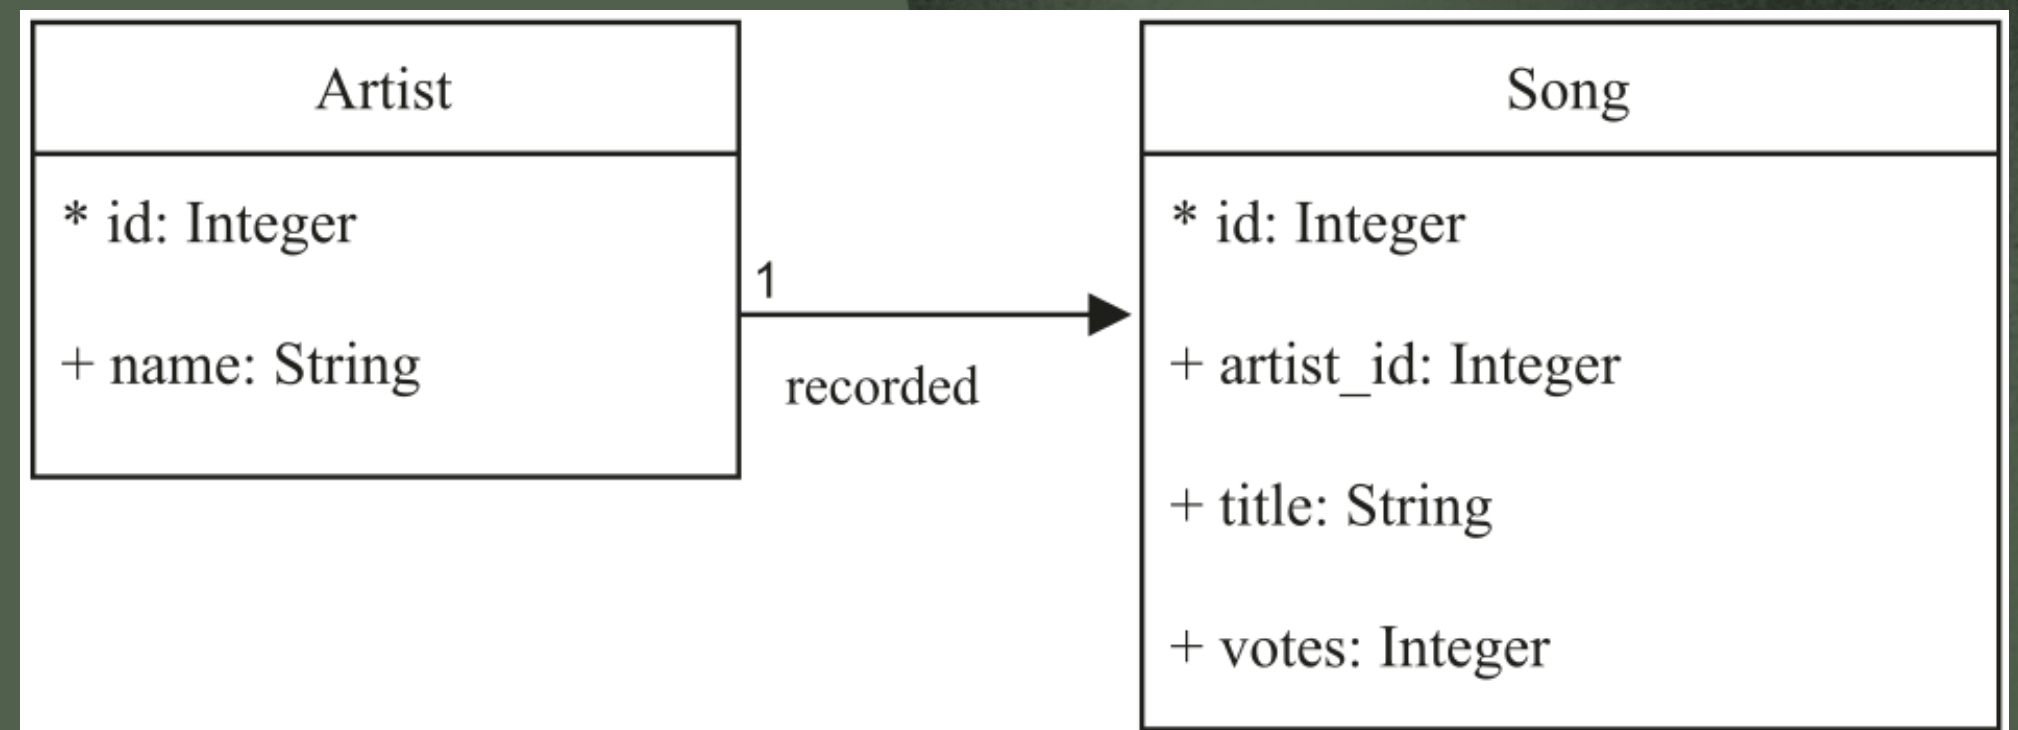 Artist
* id: Integer
+ name: String
1
recorded
Song
* id: Integer
+ artist_id: Integer
+ title: String
+ votes: Integer